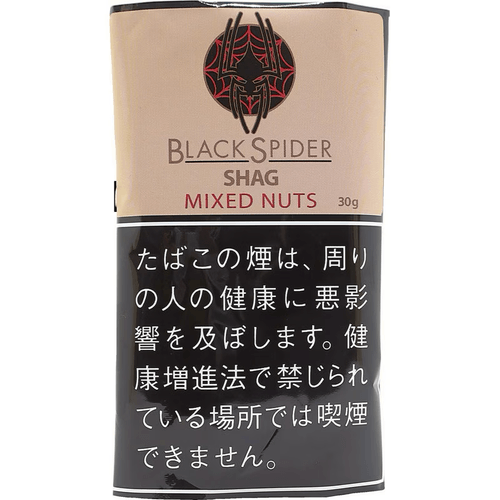 BLACK SPIDER
SHAG
MIXED NUTS 30g
たばこの煙は、周り
の人の健康に悪影
響を及ぼします。健
康増進法で禁じられ
ている場所では喫煙
できません。